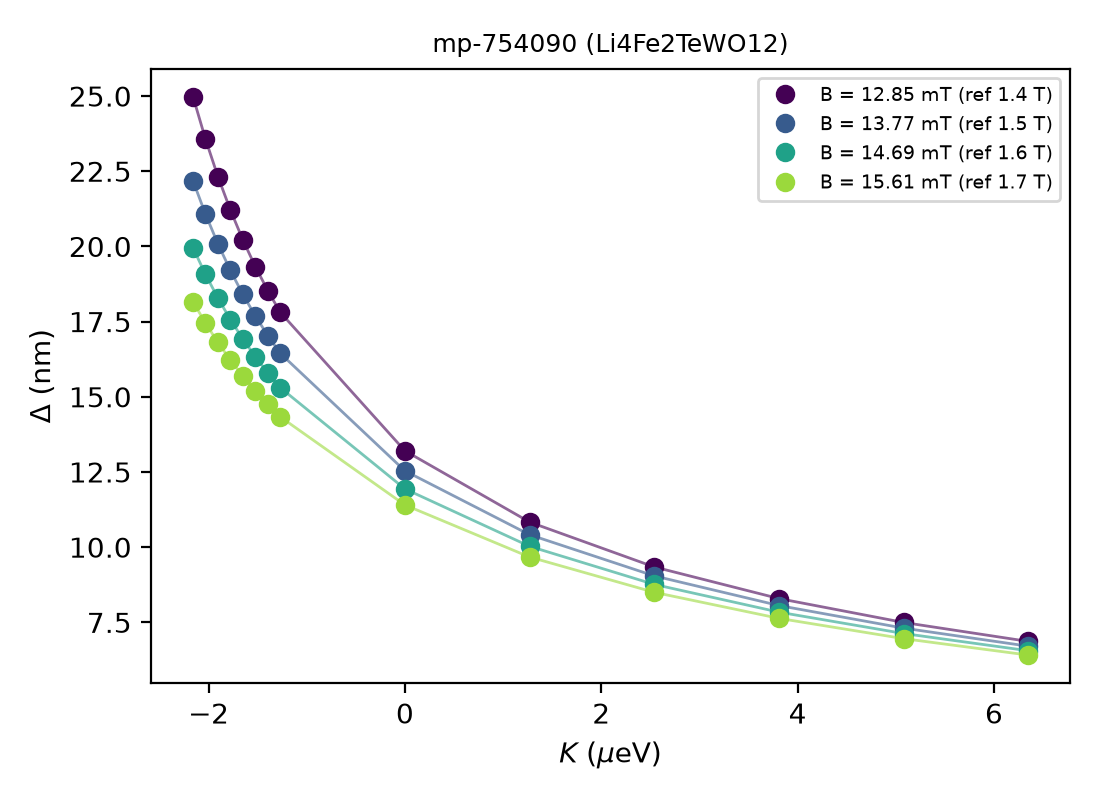 mp-754090 (Li4Fe2TeWO12)
B = 12.85 mT (ref 1.4 T)
B = 13.77 mT (ref 1.5 T)
B = 14.69 mT (ref 1.6 T)
B = 15.61 mT (ref 1.7 T)
Δ (nm)
25.0
22.5
20.0
17.5
15.0
12.5
10.0
7.5
−2 0 2 4 6
K (μeV)